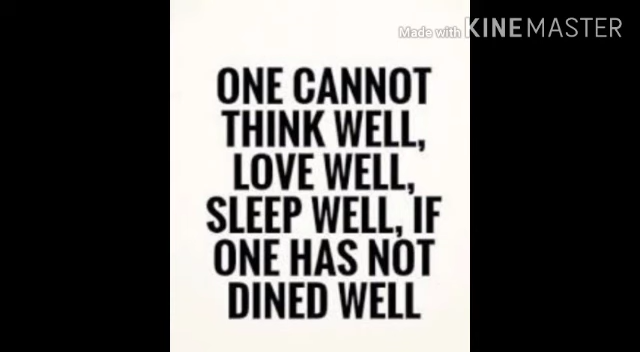 Made with KINEMASTER
ONE CANNOT
THINK WELL,
LOVE WELL,
SLEEP WELL, IF
ONE HAS NOT
DINED WELL